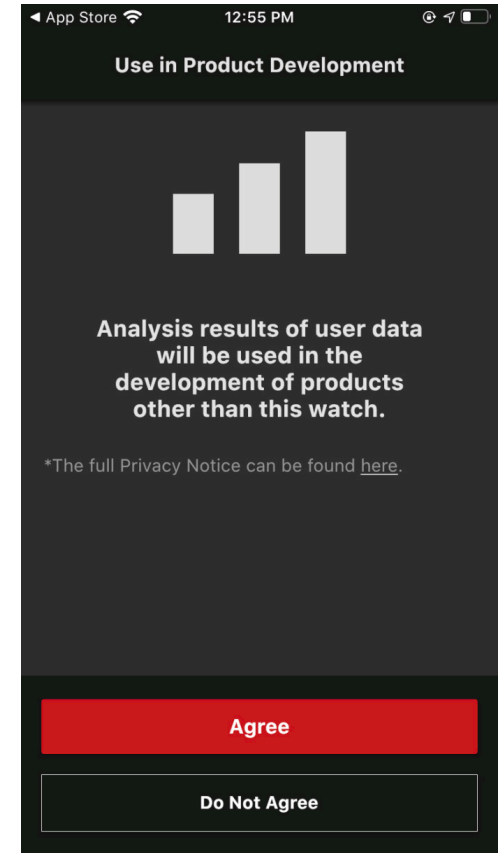 App Store
12:55 PM
Use in Product Development
Analysis results of user data
will be used in the
development of products
other than this watch.
*The full Privacy Notice can be found here.
Agree
Do Not Agree